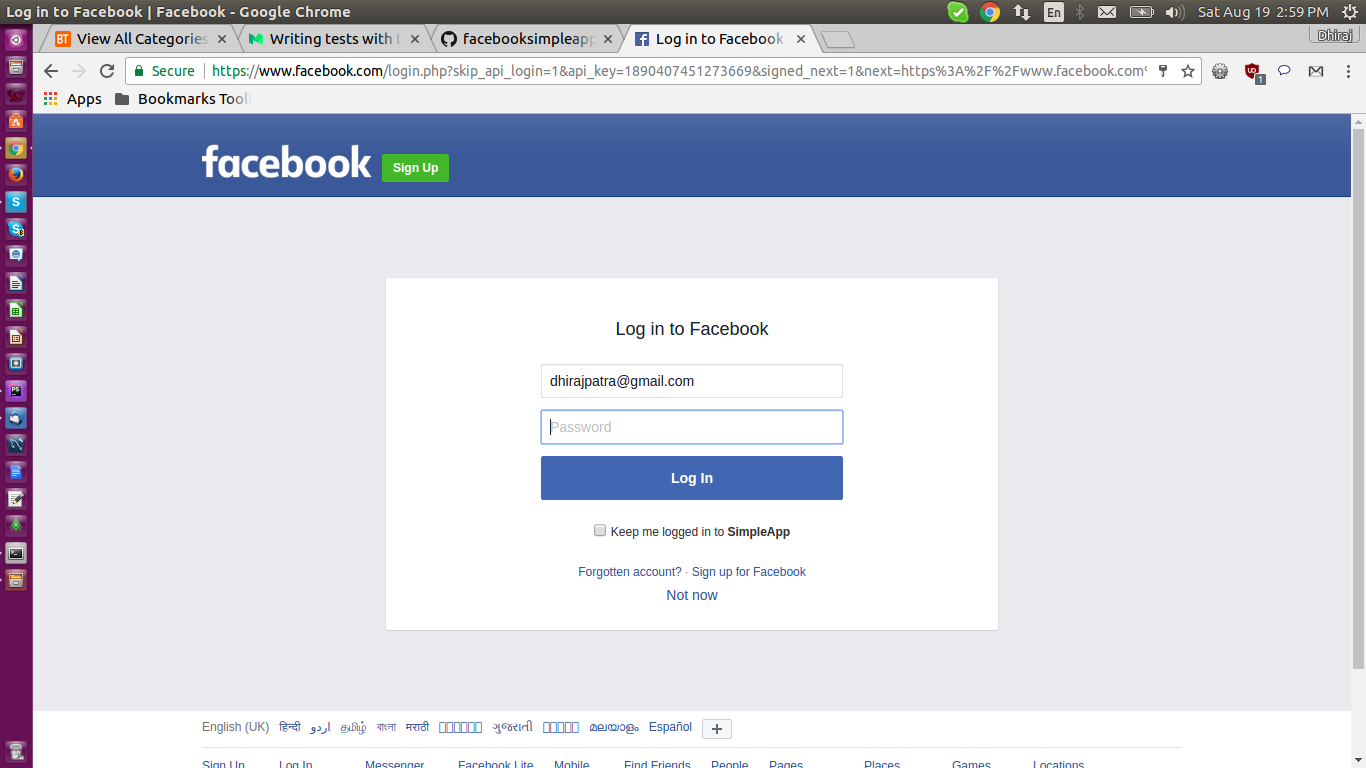 Log in to Facebook | Facebook - Google Chrome
En
Sat Aug 19 2:59 PM
View All Categories
Writing tests with L
facebooksimpleapp
Log in to Facebook
Dhiraj
Secure
https://www.facebook.com/login.php?skip_api_login=1&api_key=1890407451273669&signed_next=1&next=https%3A%2F%2Fwww.facebook.com%
Apps
Bookmarks Tool
facebook
Sign Up
Log in to Facebook
dhirajpatra@gmail.com
Password
Log In
Keep me logged in to SimpleApp
Forgotten account? · Sign up for Facebook
Not now
English (UK) हिन्दी اردو தமிழ் বাংলা मराठी ગુજરાતી മലയാളം Español +
Sign Up Log In Messenger Facebook Lite Mobile Find Friends People Pages Places Games Locations